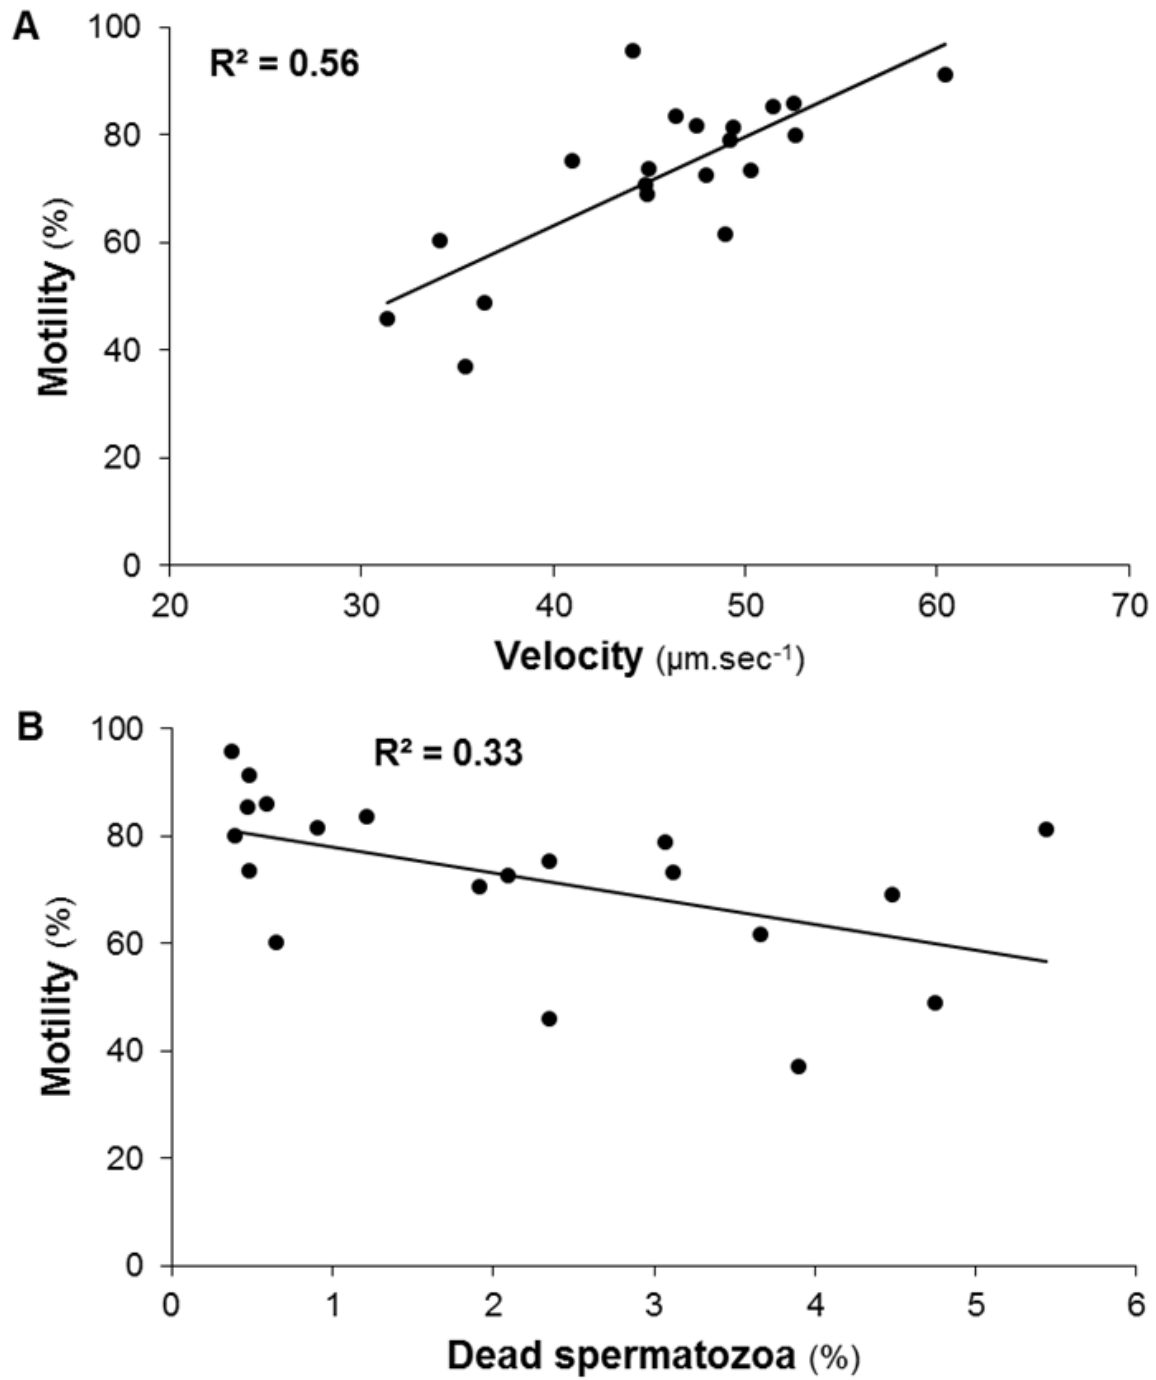 A
R² = 0.56
100
80
60
40
20
0
Motility (%)
20 30 40 50 60 70
Velocity (µm.sec⁻¹)
B
R² = 0.33
100
80
60
40
20
0
Motility (%)
0 1 2 3 4 5 6
Dead spermatozoa (%)